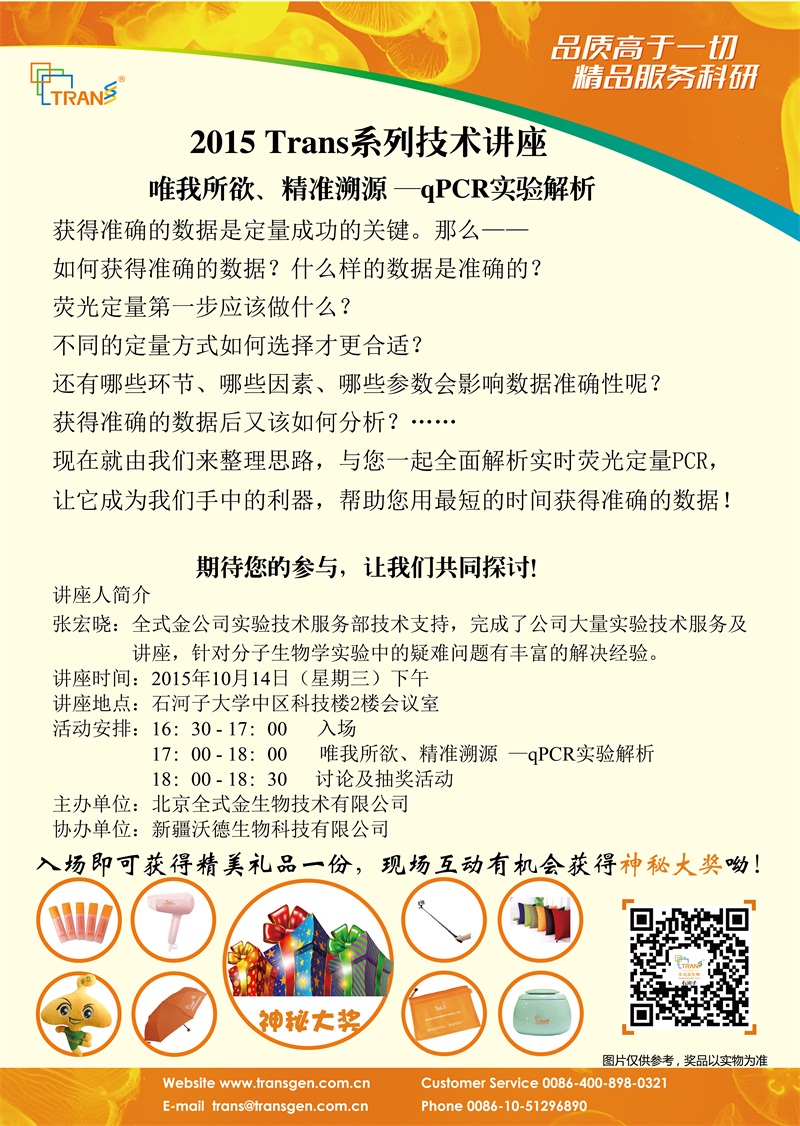 品质高于一切
精品服务科研
TRANS®
2015 Trans系列技术讲座
唯我所欲、精准溯源 —qPCR实验解析
获得准确的数据是定量成功的关键。那么——
如何获得准确的数据？什么样的数据是准确的？
荧光定量第一步应该做什么？
不同的定量方式如何选择才更合适？
还有哪些环节、哪些因素、哪些参数会影响数据准确性呢？
获得准确的数据后又该如何分析？……
现在就由我们来整理思路，与您一起全面解析实时荧光定量PCR，
让它成为我们手中的利器，帮助您用最短的时间获得准确的数据！
期待您的参与，让我们共同探讨!
讲座人简介
张宏晓：全式金公司实验技术服务部技术支持，完成了公司大量实验技术服务及
讲座，针对分子生物学实验中的疑难问题有丰富的解决经验。
讲座时间：2015年10月14日（星期三）下午
讲座地点：石河子大学中区科技楼2楼会议室
活动安排：16：30 - 17：00 入场
17：00 - 18：00 唯我所欲、精准溯源 —qPCR实验解析
18：00 - 18：30 讨论及抽奖活动
主办单位：北京全式金生物技术有限公司
协办单位：新疆沃德生物科技有限公司
入场即可获得精美礼品一份，现场互动有机会获得神秘大奖呦！
神秘大奖
TRANS
图片仅供参考，奖品以实物为准
Website www.transgen.com.cn
Customer Service 0086-400-898-0321
E-mail trans@transgen.com.cn
Phone 0086-10-51296890